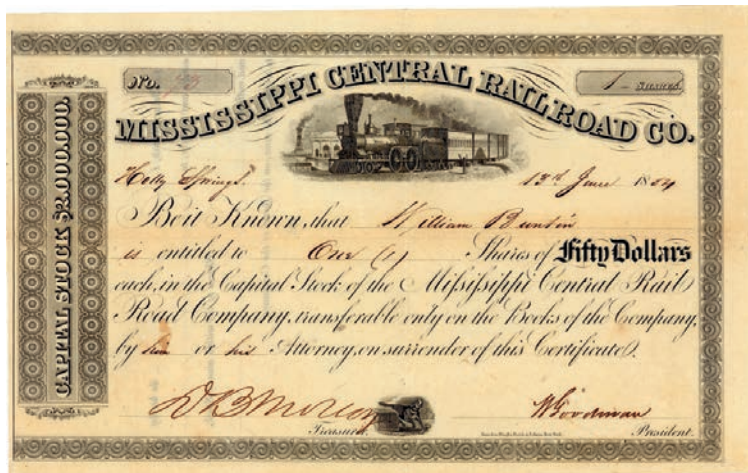 No. 1 - SHARES.
MISSISSIPPI CENTRAL RAILROAD CO.
CAPITAL STOCK $2,000,000.
Holly Springs. 13th June 1854
Be it Known, that William Buntin
is entitled to One (1) Shares of Fifty Dollars
each, in the Capital Stock of the Mississippi Central Rail
Road Company, transferable only on the Books of the Company,
by him or his Attorney, on surrender of this Certificate.
Treasurer. W Goodman President.